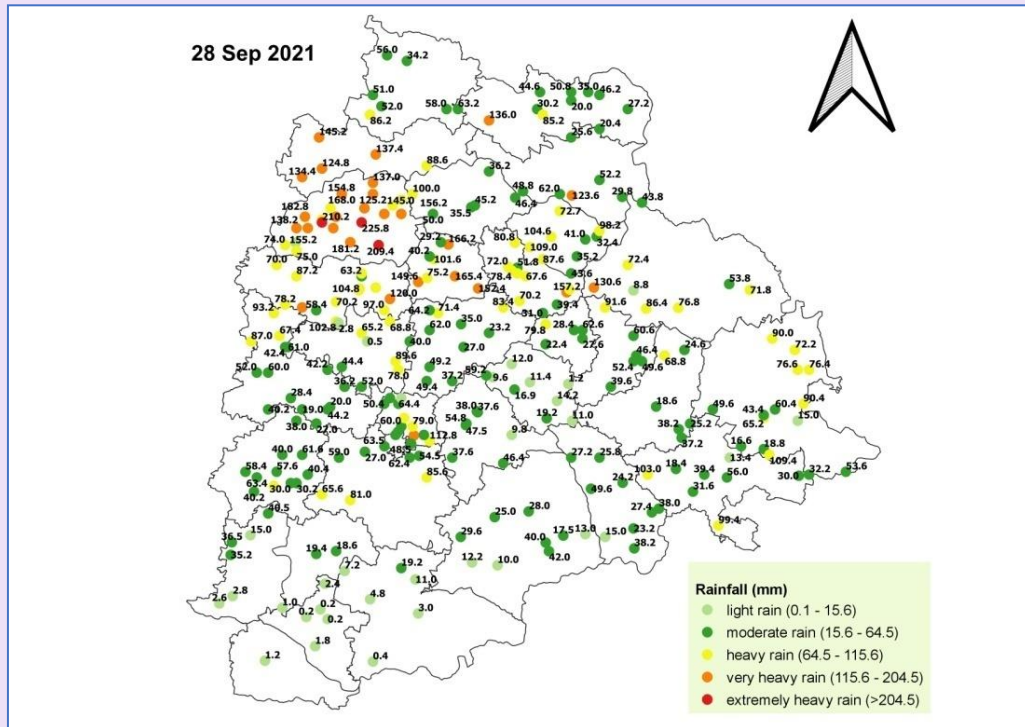 28 Sep 2021
56.0 34.2
51.0 52.0 86.2 58.0 63.2
136.0 44.6 30.2 85.2 50.8 35.0 20.0 46.2 27.2 20.4 25.6
145.2 137.4 124.8 134.4 88.6 36.2
137.0 154.8 168.0 125.2 145.0 100.0 156.2 50.0 35.5 45.2
48.8 46.4 62.0 123.6 52.2 29.8 43.8
182.8 138.2 210.2 225.8 181.2 209.4
72.7 98.2 104.6 41.0 32.4 80.8 109.0
74.0 155.2 75.0 70.0 87.2
29.2 166.2 40.2 101.6 72.0 51.8 87.6 35.2 72.4
63.2 149.6 75.2 165.4 78.4 67.6 43.6
104.8 120.0 157.2 130.6 8.8 53.8 71.8
78.2 93.2 58.4 70.2 97.0 64.2 71.4 83.4 70.2 39.4 91.6 86.4 76.8
102.8 2.8 65.2 68.8 62.0 35.0 31.0
87.0 67.4 61.0 42.4 0.5 40.0 23.2 79.8 28.4 62.6 60.6
90.0 72.2 76.6 76.4
27.0 22.4 27.6 46.4 24.6 68.8
52.0 60.0 42.2 44.4 89.6 78.0 49.2 12.0 52.4 49.6
36.2 52.0 49.4 37.2 59.2 9.6 11.4 1.2 39.6
28.4 20.0 50.4 64.4 16.9 14.2
40.2 19.0 44.2 38.0 22.0 60.0 79.0 38.0 37.6 54.8 19.2 11.0
18.6 49.6 43.4 60.4 90.4 15.0 65.2
38.2 25.2 37.2
63.5 48.5 112.8 47.5 9.8
40.0 61.6 59.0 27.0 62.4 54.5 37.6 46.4 27.2 25.8
16.6 13.4 18.8 109.4
58.4 57.6 40.4 63.4 30.0 30.2 40.2 65.6 81.0 85.6
24.2 103.0 18.4 39.4 56.0 30.0 32.2 53.6
49.6 31.6
40.5 25.0 28.0 27.4 38.0
36.5 15.0 35.2 29.6 17.5 13.0 15.0 23.2 99.4
19.4 18.6 40.0 42.0 38.2
7.2 19.2 12.2 10.0
2.4 11.0
2.6 2.8 1.0 0.2 0.2 0.2 4.8 3.0
1.8
1.2 0.4
Rainfall (mm)
light rain (0.1 - 15.6)
moderate rain (15.6 - 64.5)
heavy rain (64.5 - 115.6)
very heavy rain (115.6 - 204.5)
extremely heavy rain (>204.5)